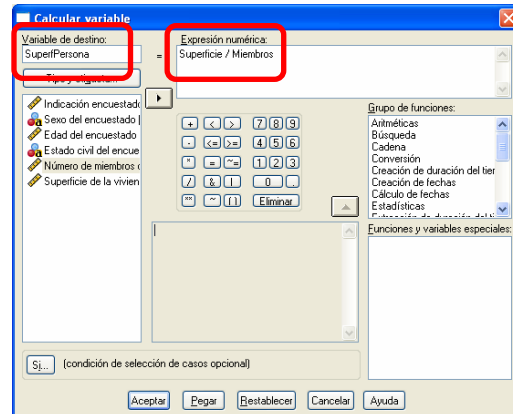 Calcular variable
Variable de destino:
SuperfPersona
=
Expresión numérica:
Superficie / Miembros
Tipo y etiqueta...
Indicación encuestado
Sexo del encuestado [
Edad del encuestado
Estado civil del encue
Número de miembros d
Superficie de la vivien
+ < > 7 8 9
- <= >= 4 5 6
* = ~= 1 2 3
/ & | 0 .
** ~ () Eliminar
Grupo de funciones:
Aritméticas
Búsqueda
Cadena
Conversión
Creación de duración del tier
Creación de fechas
Cálculo de fechas
Estadísticas
Funciones y variables especiales:
Si... (condición de selección de casos opcional)
Aceptar Pegar Restablecer Cancelar Ayuda